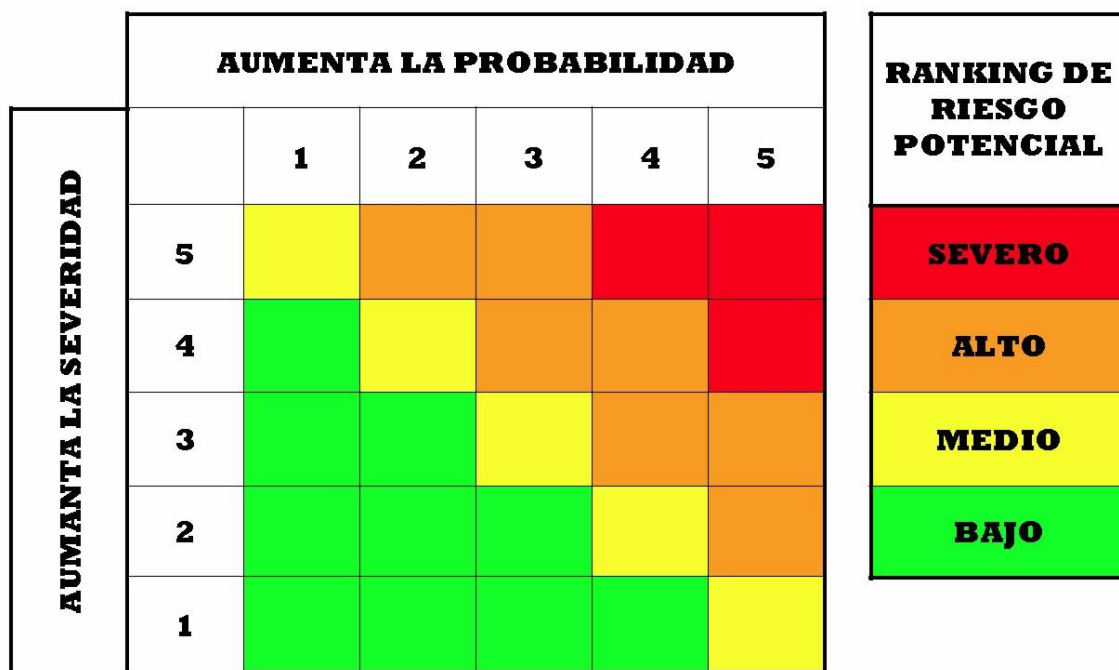 AUMENTA LA PROBABILIDAD
RANKING DE
RIESGO
POTENCIAL
AUMANTA LA SEVERIDAD
1 2 3 4 5
5
SEVERO
4
ALTO
3
MEDIO
2
BAJO
1